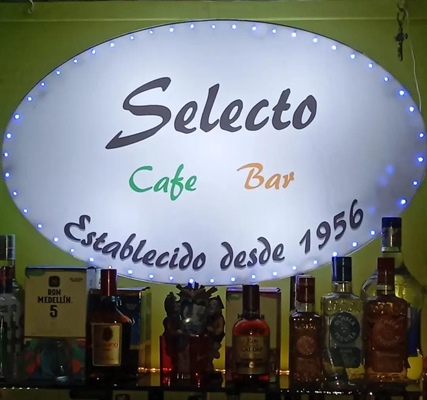 Selecto
Cafe Bar
Establecido desde 1956
RON
MEDELLÍN
5